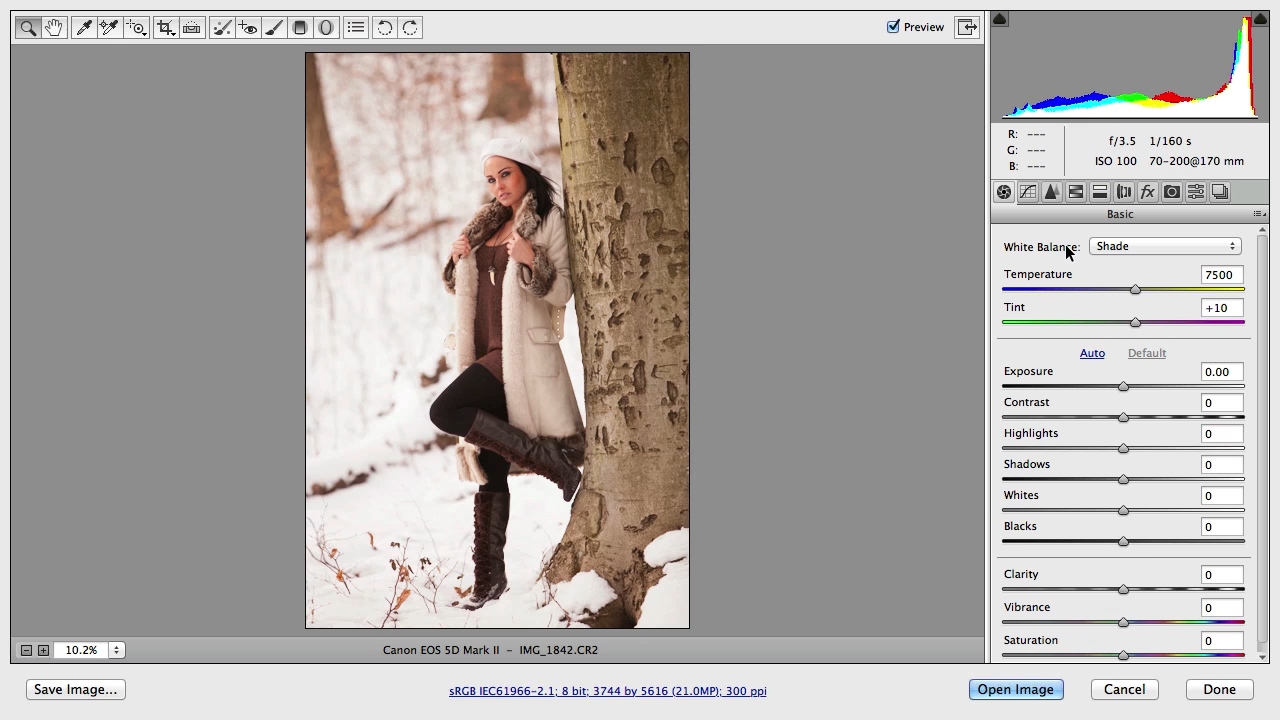 Preview
R: ---
G: ---
B: ---
f/3.5 1/160 s
ISO 100 70-200@170 mm
fx
Basic
White Balance: Shade
Temperature 7500
Tint +10
Auto Default
Exposure 0.00
Contrast 0
Highlights 0
Shadows 0
Whites 0
Blacks 0
Clarity 0
Vibrance 0
Saturation 0
10.2% Canon EOS 5D Mark II - IMG_1842.CR2
Save Image... sRGB IEC61966-2.1; 8 bit; 3744 by 5616 (21.0MP); 300 ppi Open Image Cancel Done